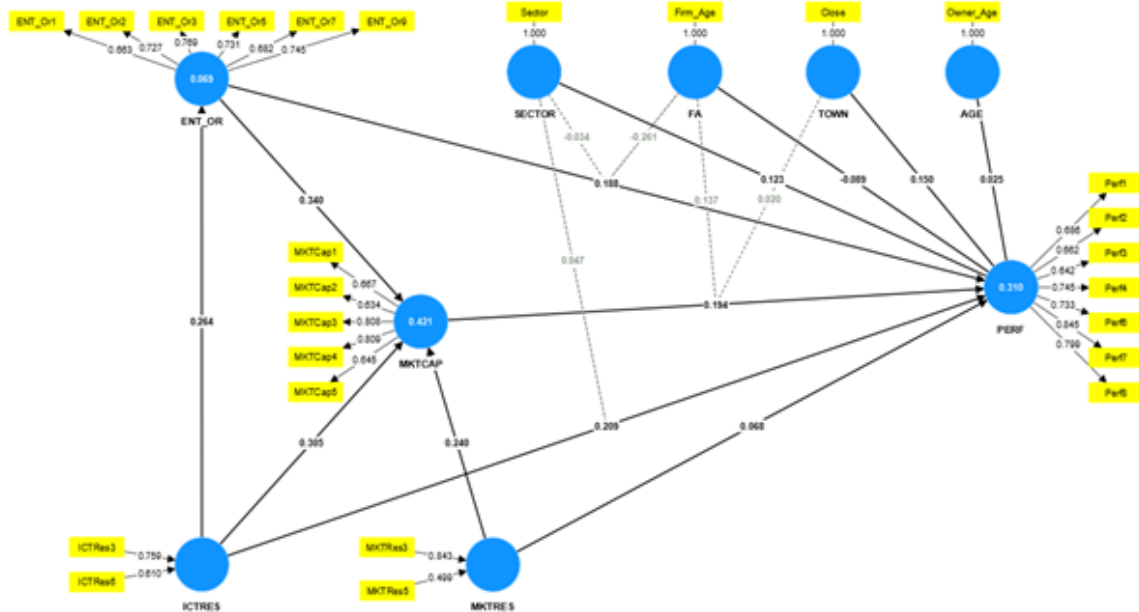 ENT_Or1 ENT_Or2 ENT_Or3 ENT_Or5 ENT_Or7 ENT_Or9
0.663 0.727 0.769 0.731 0.682 0.745
Sector Firm_Age Close Owner_Age
1.000 1.000 1.000 1.000
0.069
ENT_OR SECTOR FA TOWN AGE
-0.034 -0.261
0.188 0.123 -0.089 0.150 0.025
0.340 0.137 0.020
0.047
Perf1
Perf2
Perf3
Perf4
Perf6
Perf7
Perf8
0.686
0.662
0.642
0.745
0.733
0.845
0.799
0.310
PERF
MKTCap1
MKTCap2
MKTCap3
MKTCap4
MKTCap5
0.667
0.634
0.808
0.809
0.645
0.421
MKTCAP
0.194
0.264
0.305 0.240 0.209 0.068
ICTRes3 0.759
ICTRes6 0.610
ICTRES
MKTRes3 0.843
MKTRes5 0.499
MKTRES